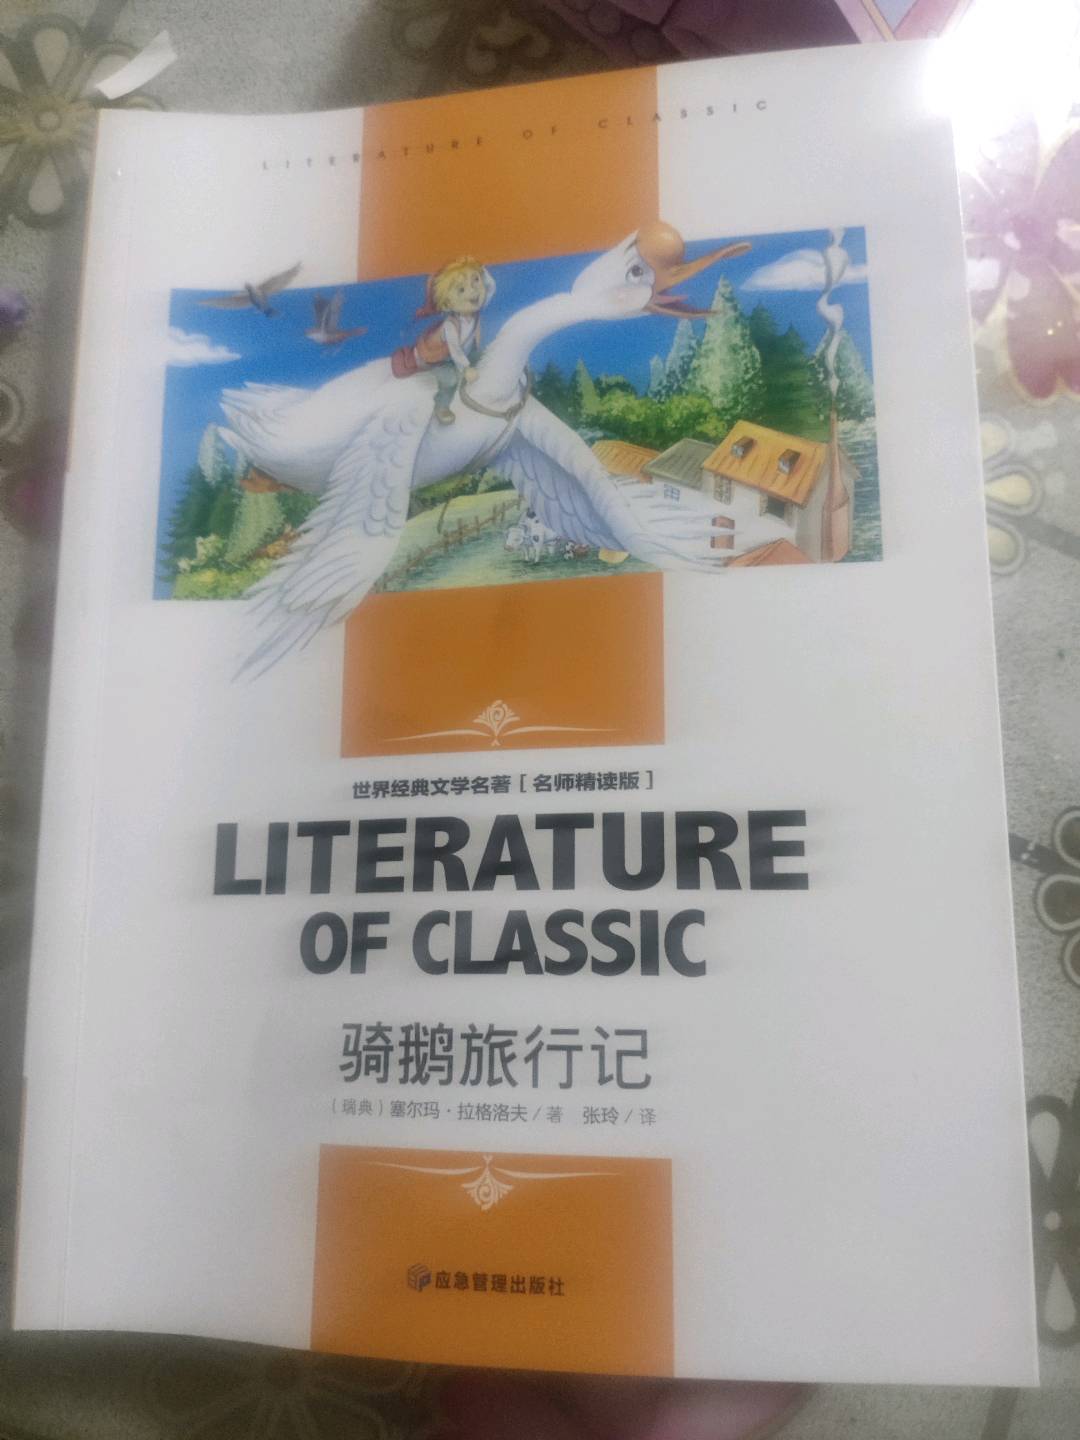 LITERATURE OF CLASSIC
世界经典文学名著[名师精读版]
LITERATURE
OF CLASSIC
骑鹅旅行记
（瑞典）塞尔玛·拉格洛夫/著 张玲/译
应急管理出版社